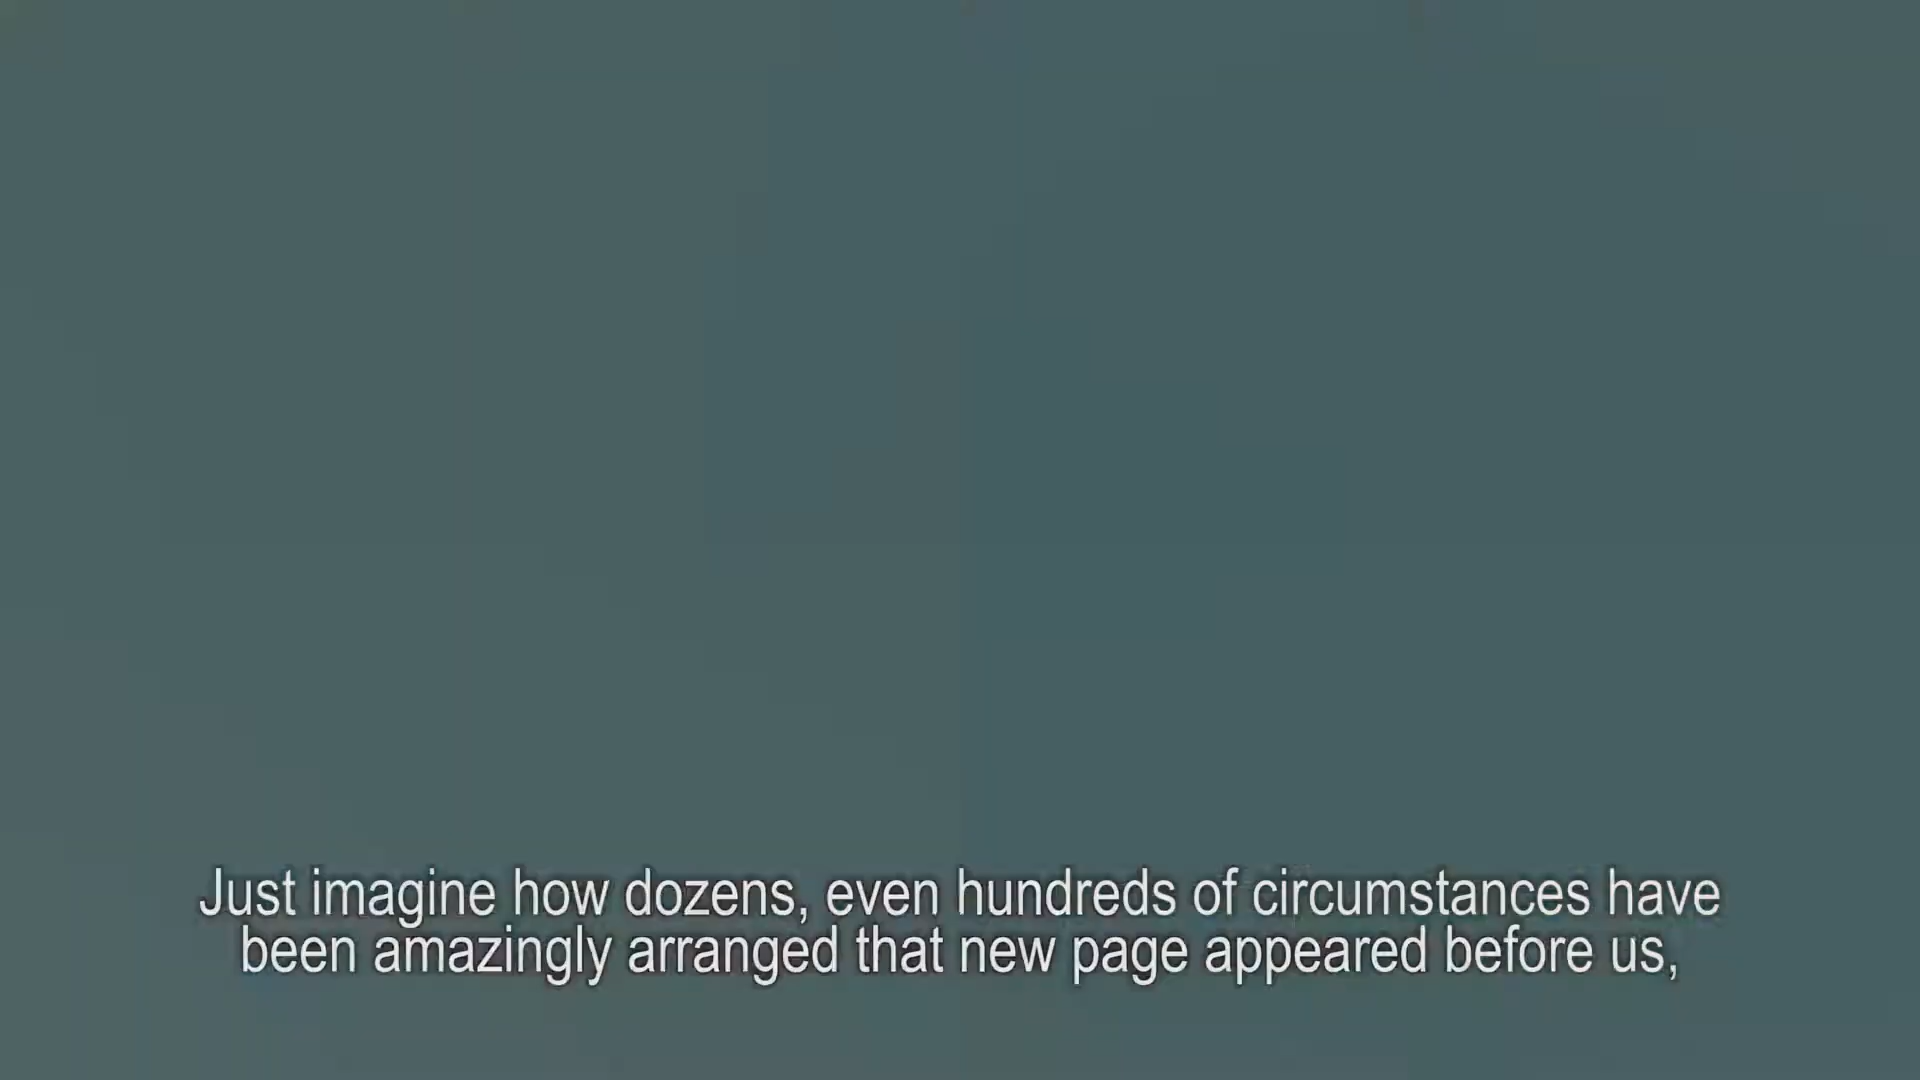 Just imagine how dozens, even hundreds of circumstances have
been amazingly arranged that new page appeared before us,